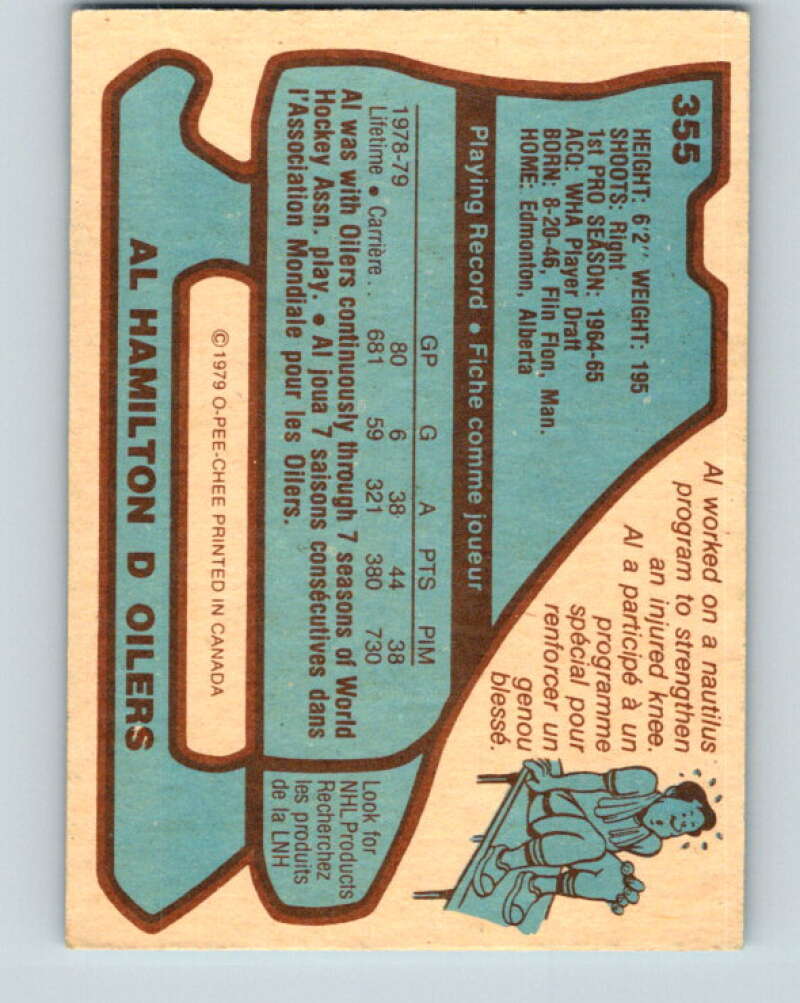 355
HEIGHT: 6'2" WEIGHT: 195
SHOOTS: Right
1st PRO SEASON: 1964-65
ACQ: WHA Player Draft
BORN: 8-20-46, Flin Flon, Man.
HOME: Edmonton, Alberta
Al worked on a nautilus
program to strengthen
an injured knee.
Al a participé à un
programme
spécial pour
renforcer un
genou
blessé.
Playing Record • Fiche comme joueur
GP G A PTS PIM
1978-79 80 6 38 44 38
Lifetime • Carrière . . 681 59 321 380 730
Al was with Oilers continuously through 7 seasons of World
Hockey Assn. play. • Al joua 7 saisons consécutives dans
l'Association Mondiale pour les Oilers.
Look for
NHL Products
Recherchez
les produits
de la LNH
© 1979 O-PEE-CHEE PRINTED IN CANADA
AL HAMILTON D OILERS